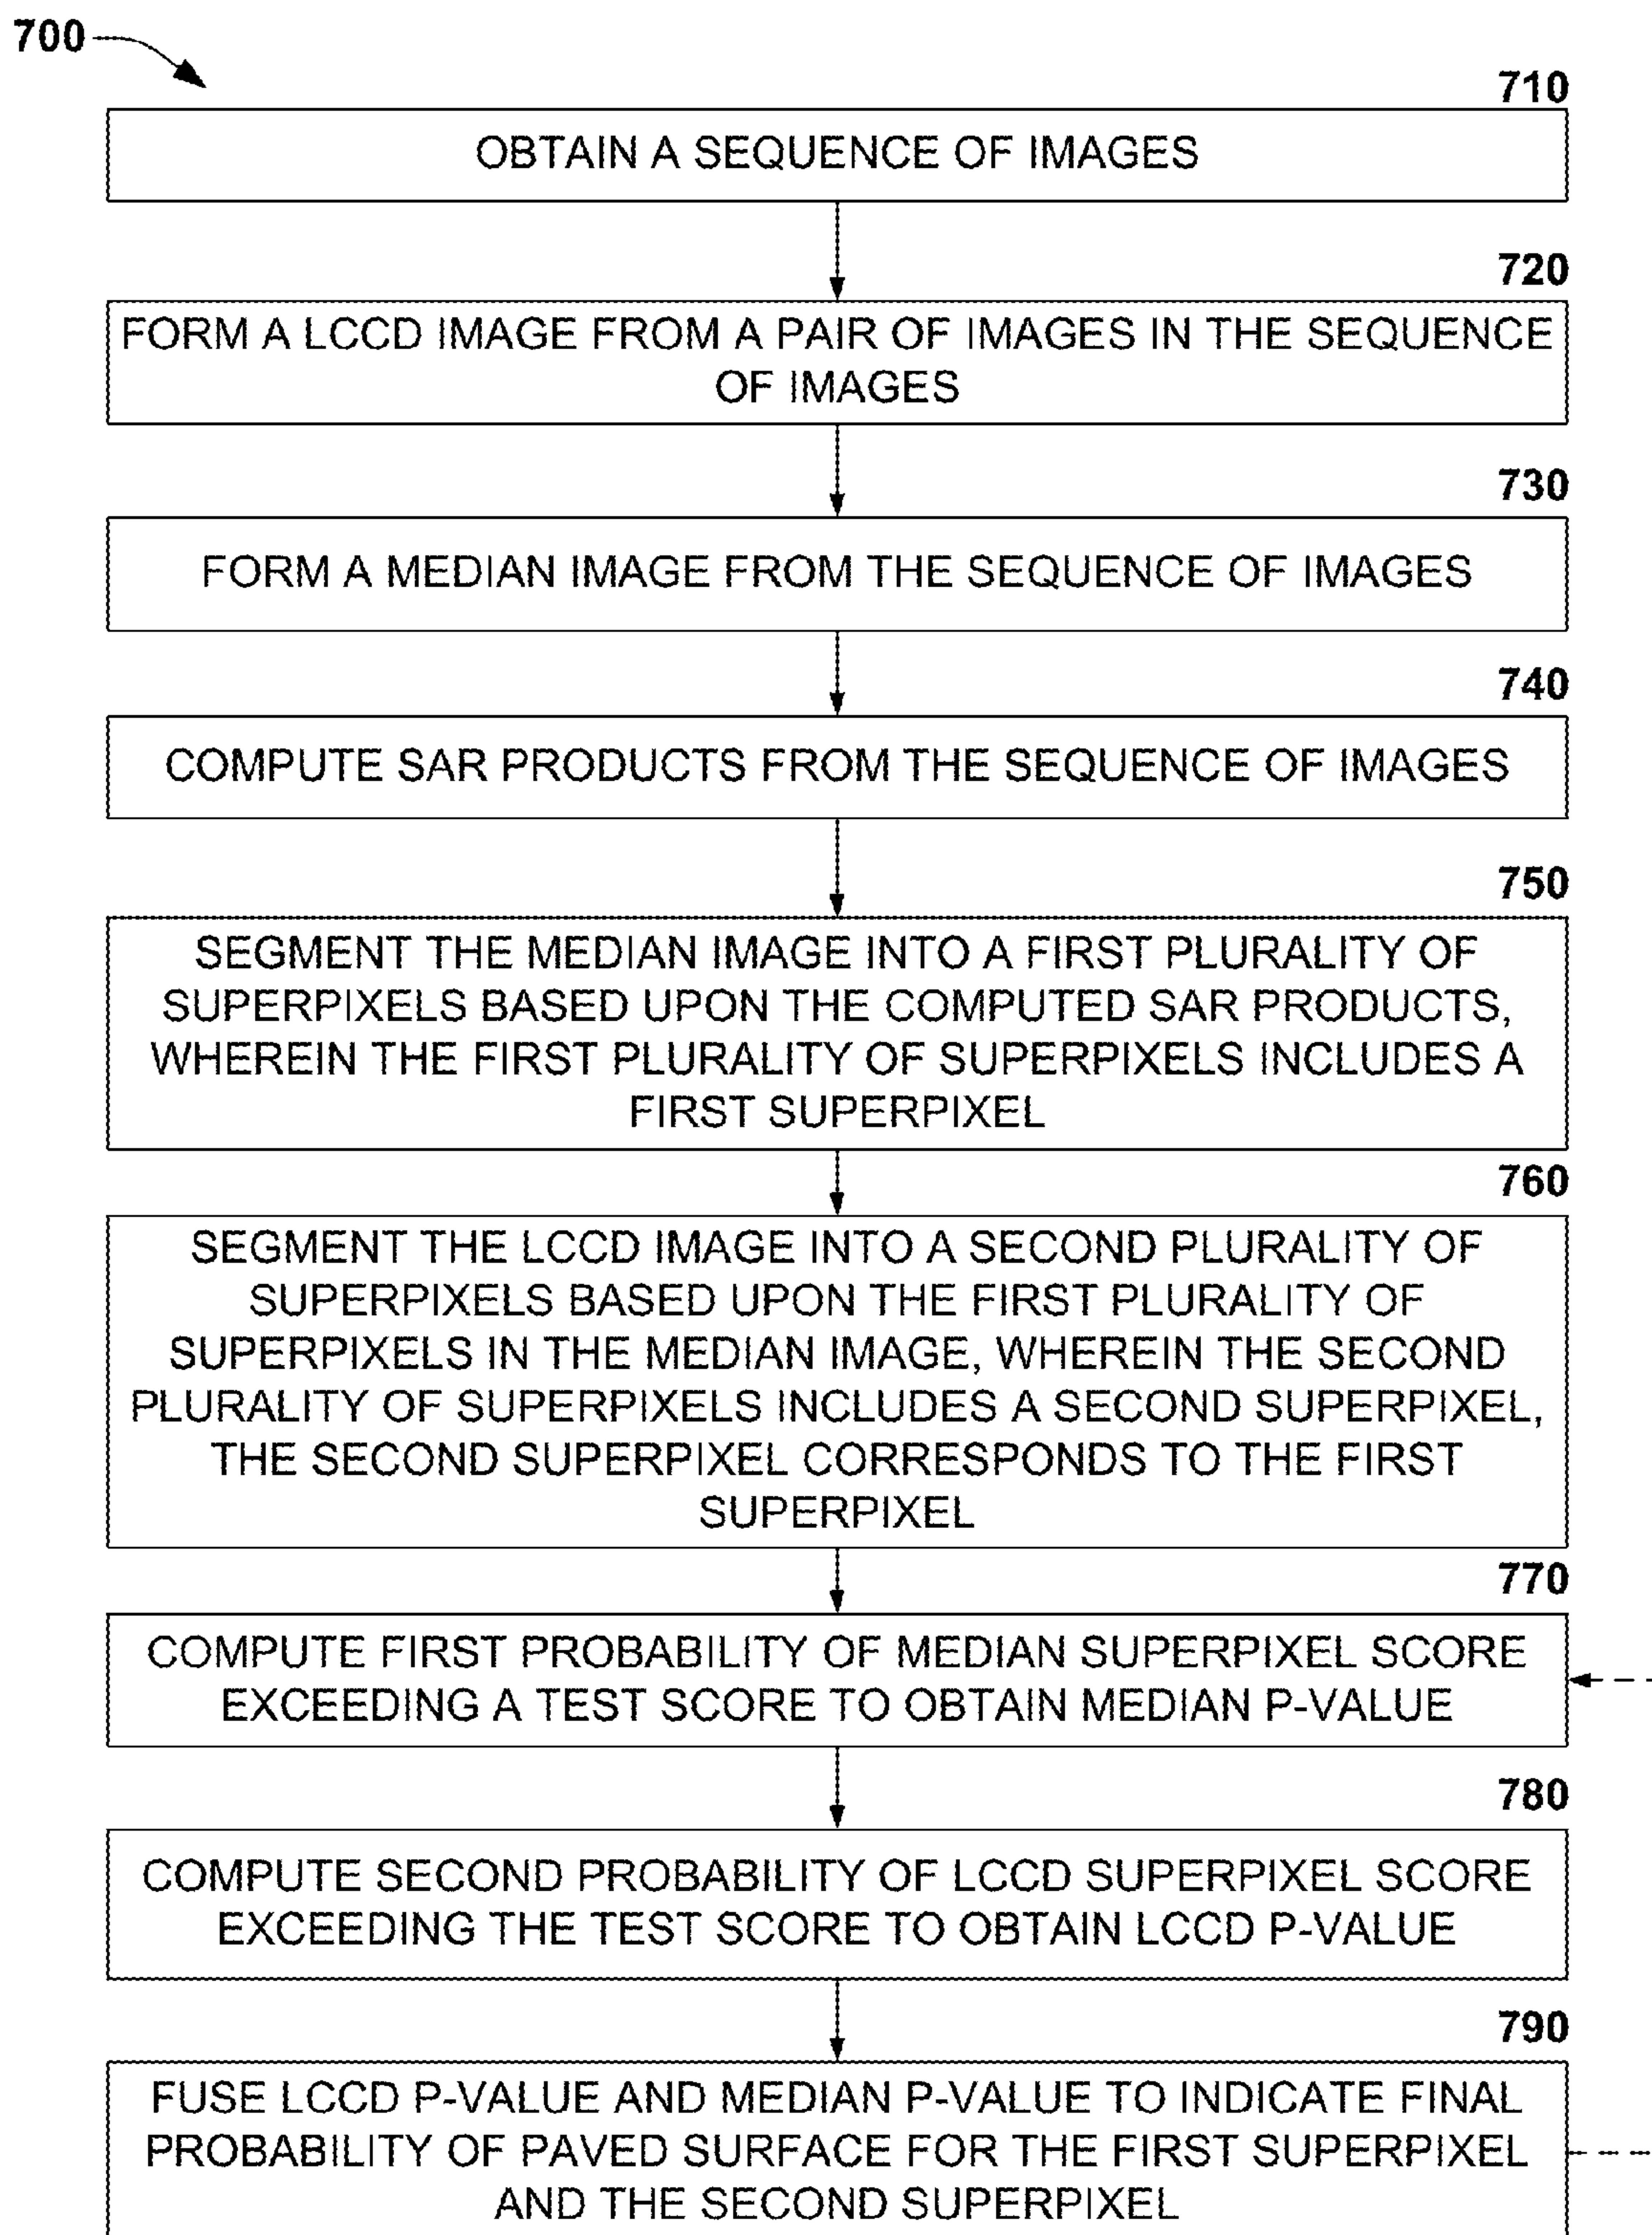 700
710
OBTAIN A SEQUENCE OF IMAGES
720
FORM A LCCD IMAGE FROM A PAIR OF IMAGES IN THE SEQUENCE
OF IMAGES
730
FORM A MEDIAN IMAGE FROM THE SEQUENCE OF IMAGES
740
COMPUTE SAR PRODUCTS FROM THE SEQUENCE OF IMAGES
750
SEGMENT THE MEDIAN IMAGE INTO A FIRST PLURALITY OF
SUPERPIXELS BASED UPON THE COMPUTED SAR PRODUCTS,
WHEREIN THE FIRST PLURALITY OF SUPERPIXELS INCLUDES A
FIRST SUPERPIXEL
760
SEGMENT THE LCCD IMAGE INTO A SECOND PLURALITY OF
SUPERPIXELS BASED UPON THE FIRST PLURALITY OF
SUPERPIXELS IN THE MEDIAN IMAGE, WHEREIN THE SECOND
PLURALITY OF SUPERPIXELS INCLUDES A SECOND SUPERPIXEL,
THE SECOND SUPERPIXEL CORRESPONDS TO THE FIRST
SUPERPIXEL
770
COMPUTE FIRST PROBABILITY OF MEDIAN SUPERPIXEL SCORE
EXCEEDING A TEST SCORE TO OBTAIN MEDIAN P-VALUE
780
COMPUTE SECOND PROBABILITY OF LCCD SUPERPIXEL SCORE
EXCEEDING THE TEST SCORE TO OBTAIN LCCD P-VALUE
790
FUSE LCCD P-VALUE AND MEDIAN P-VALUE TO INDICATE FINAL
PROBABILITY OF PAVED SURFACE FOR THE FIRST SUPERPIXEL
AND THE SECOND SUPERPIXEL